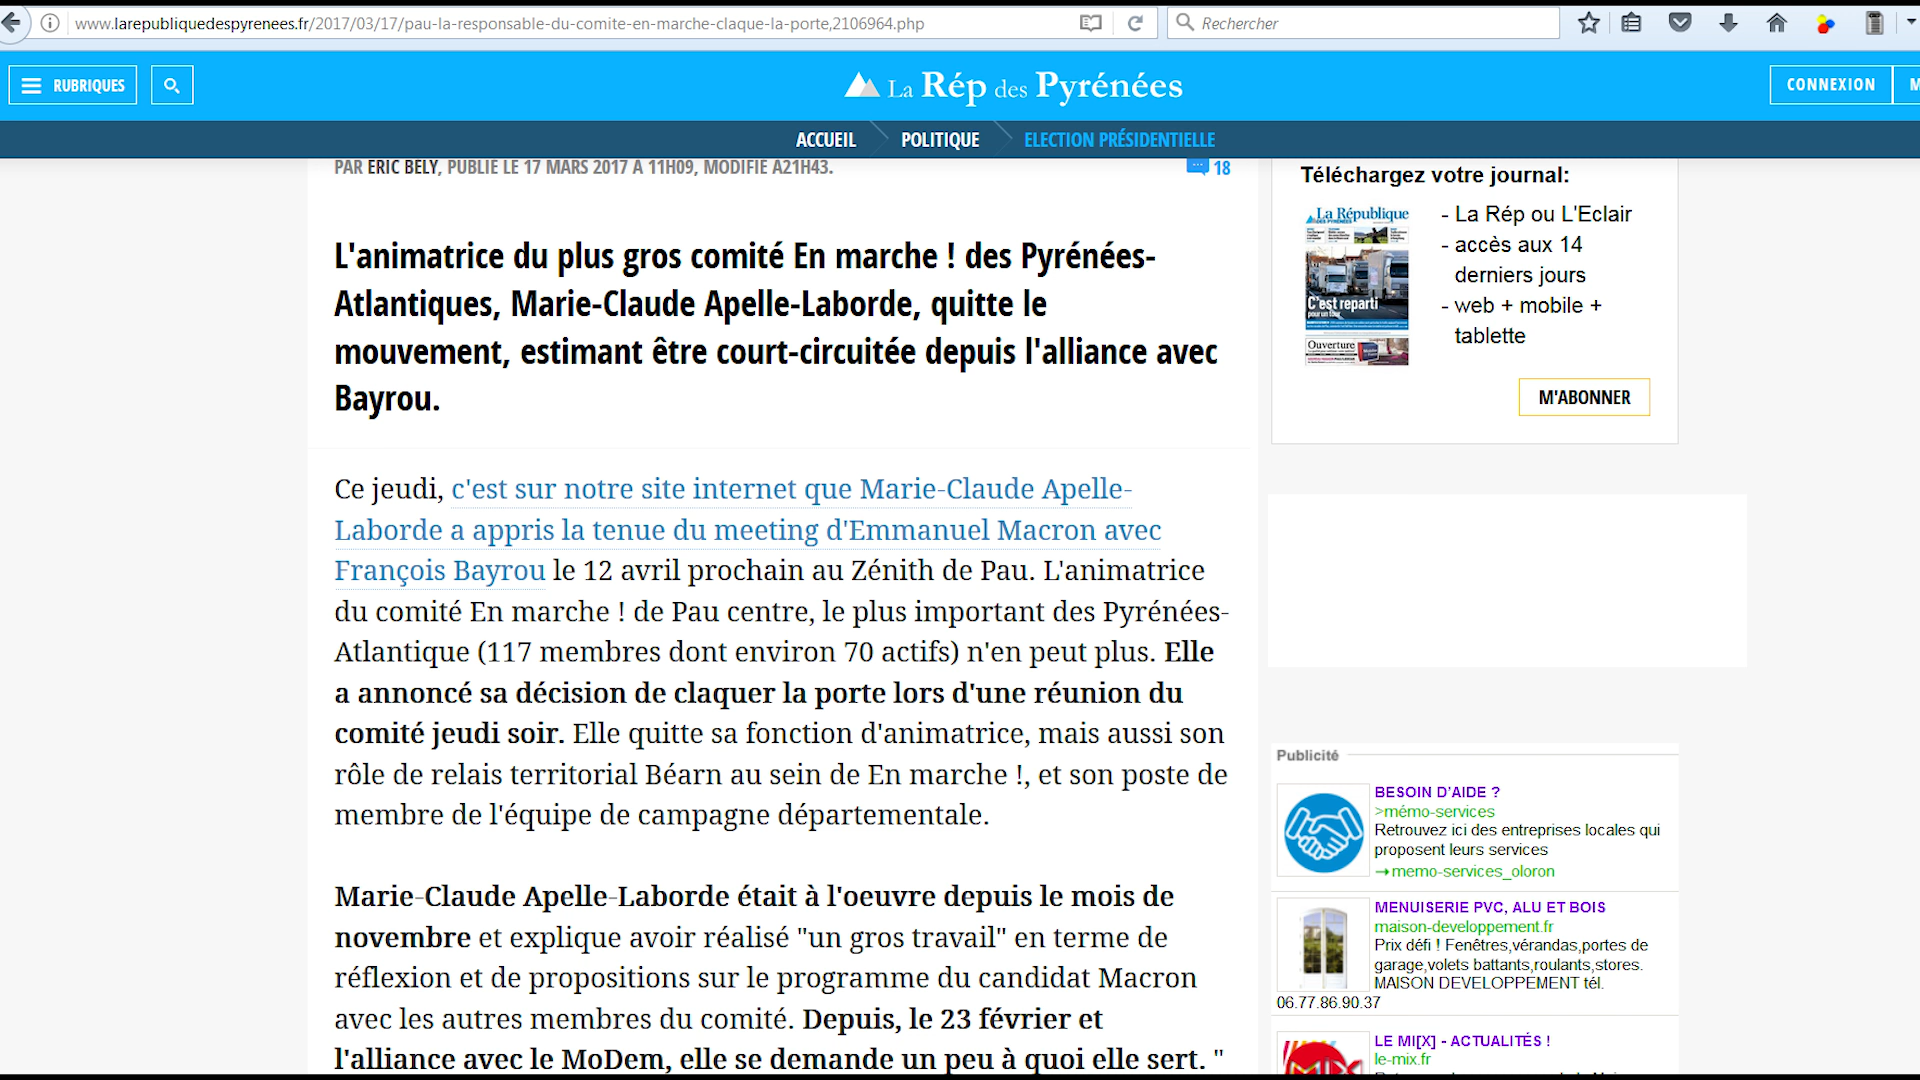 www.larepubliquedespyrenees.fr/2017/03/17/pau-la-responsable-du-comite-en-marche-claque-la-porte,2106964.php
Rechercher
RUBRIQUES
La Rép des Pyrénées
CONNEXION
M
ACCUEIL
POLITIQUE
ELECTION PRÉSIDENTIELLE
PAR ERIC BELY, PUBLIÉ LE 17 MARS 2017 À 11H09, MODIFIÉ À21H43.
18
L'animatrice du plus gros comité En marche ! des Pyrénées-
Atlantiques, Marie-Claude Apelle-Laborde, quitte le
mouvement, estimant être court-circuitée depuis l'alliance avec
Bayrou.
Ce jeudi, c'est sur notre site internet que Marie-Claude Apelle-
Laborde a appris la tenue du meeting d'Emmanuel Macron avec
François Bayrou le 12 avril prochain au Zénith de Pau. L'animatrice
du comité En marche ! de Pau centre, le plus important des Pyrénées-
Atlantique (117 membres dont environ 70 actifs) n'en peut plus. Elle
a annoncé sa décision de claquer la porte lors d'une réunion du
comité jeudi soir. Elle quitte sa fonction d'animatrice, mais aussi son
rôle de relais territorial Béarn au sein de En marche !, et son poste de
membre de l'équipe de campagne départementale.
Marie-Claude Apelle-Laborde était à l'oeuvre depuis le mois de
novembre et explique avoir réalisé "un gros travail" en terme de
réflexion et de propositions sur le programme du candidat Macron
avec les autres membres du comité. Depuis, le 23 février et
l'alliance avec le MoDem, elle se demande un peu à quoi elle sert. "
Téléchargez votre journal:
La République
DES PYRÉNÉES
C'est reparti
pour un tour
Ouverture
- La Rép ou L'Eclair
- accès aux 14
derniers jours
- web + mobile +
tablette
M'ABONNER
Publicité
BESOIN D'AIDE ?
>mémo-services
Retrouvez ici des entreprises locales qui
proposent leurs services
→memo-services_oloron
MENUISERIE PVC, ALU ET BOIS
maison-developpement.fr
Prix défi ! Fenêtres,vérandas,portes de
garage,volets battants,roulants,stores.
MAISON DEVELOPPEMENT tél.
06.77.86.90.37
LE MI[X] - ACTUALITÉS !
le-mix.fr